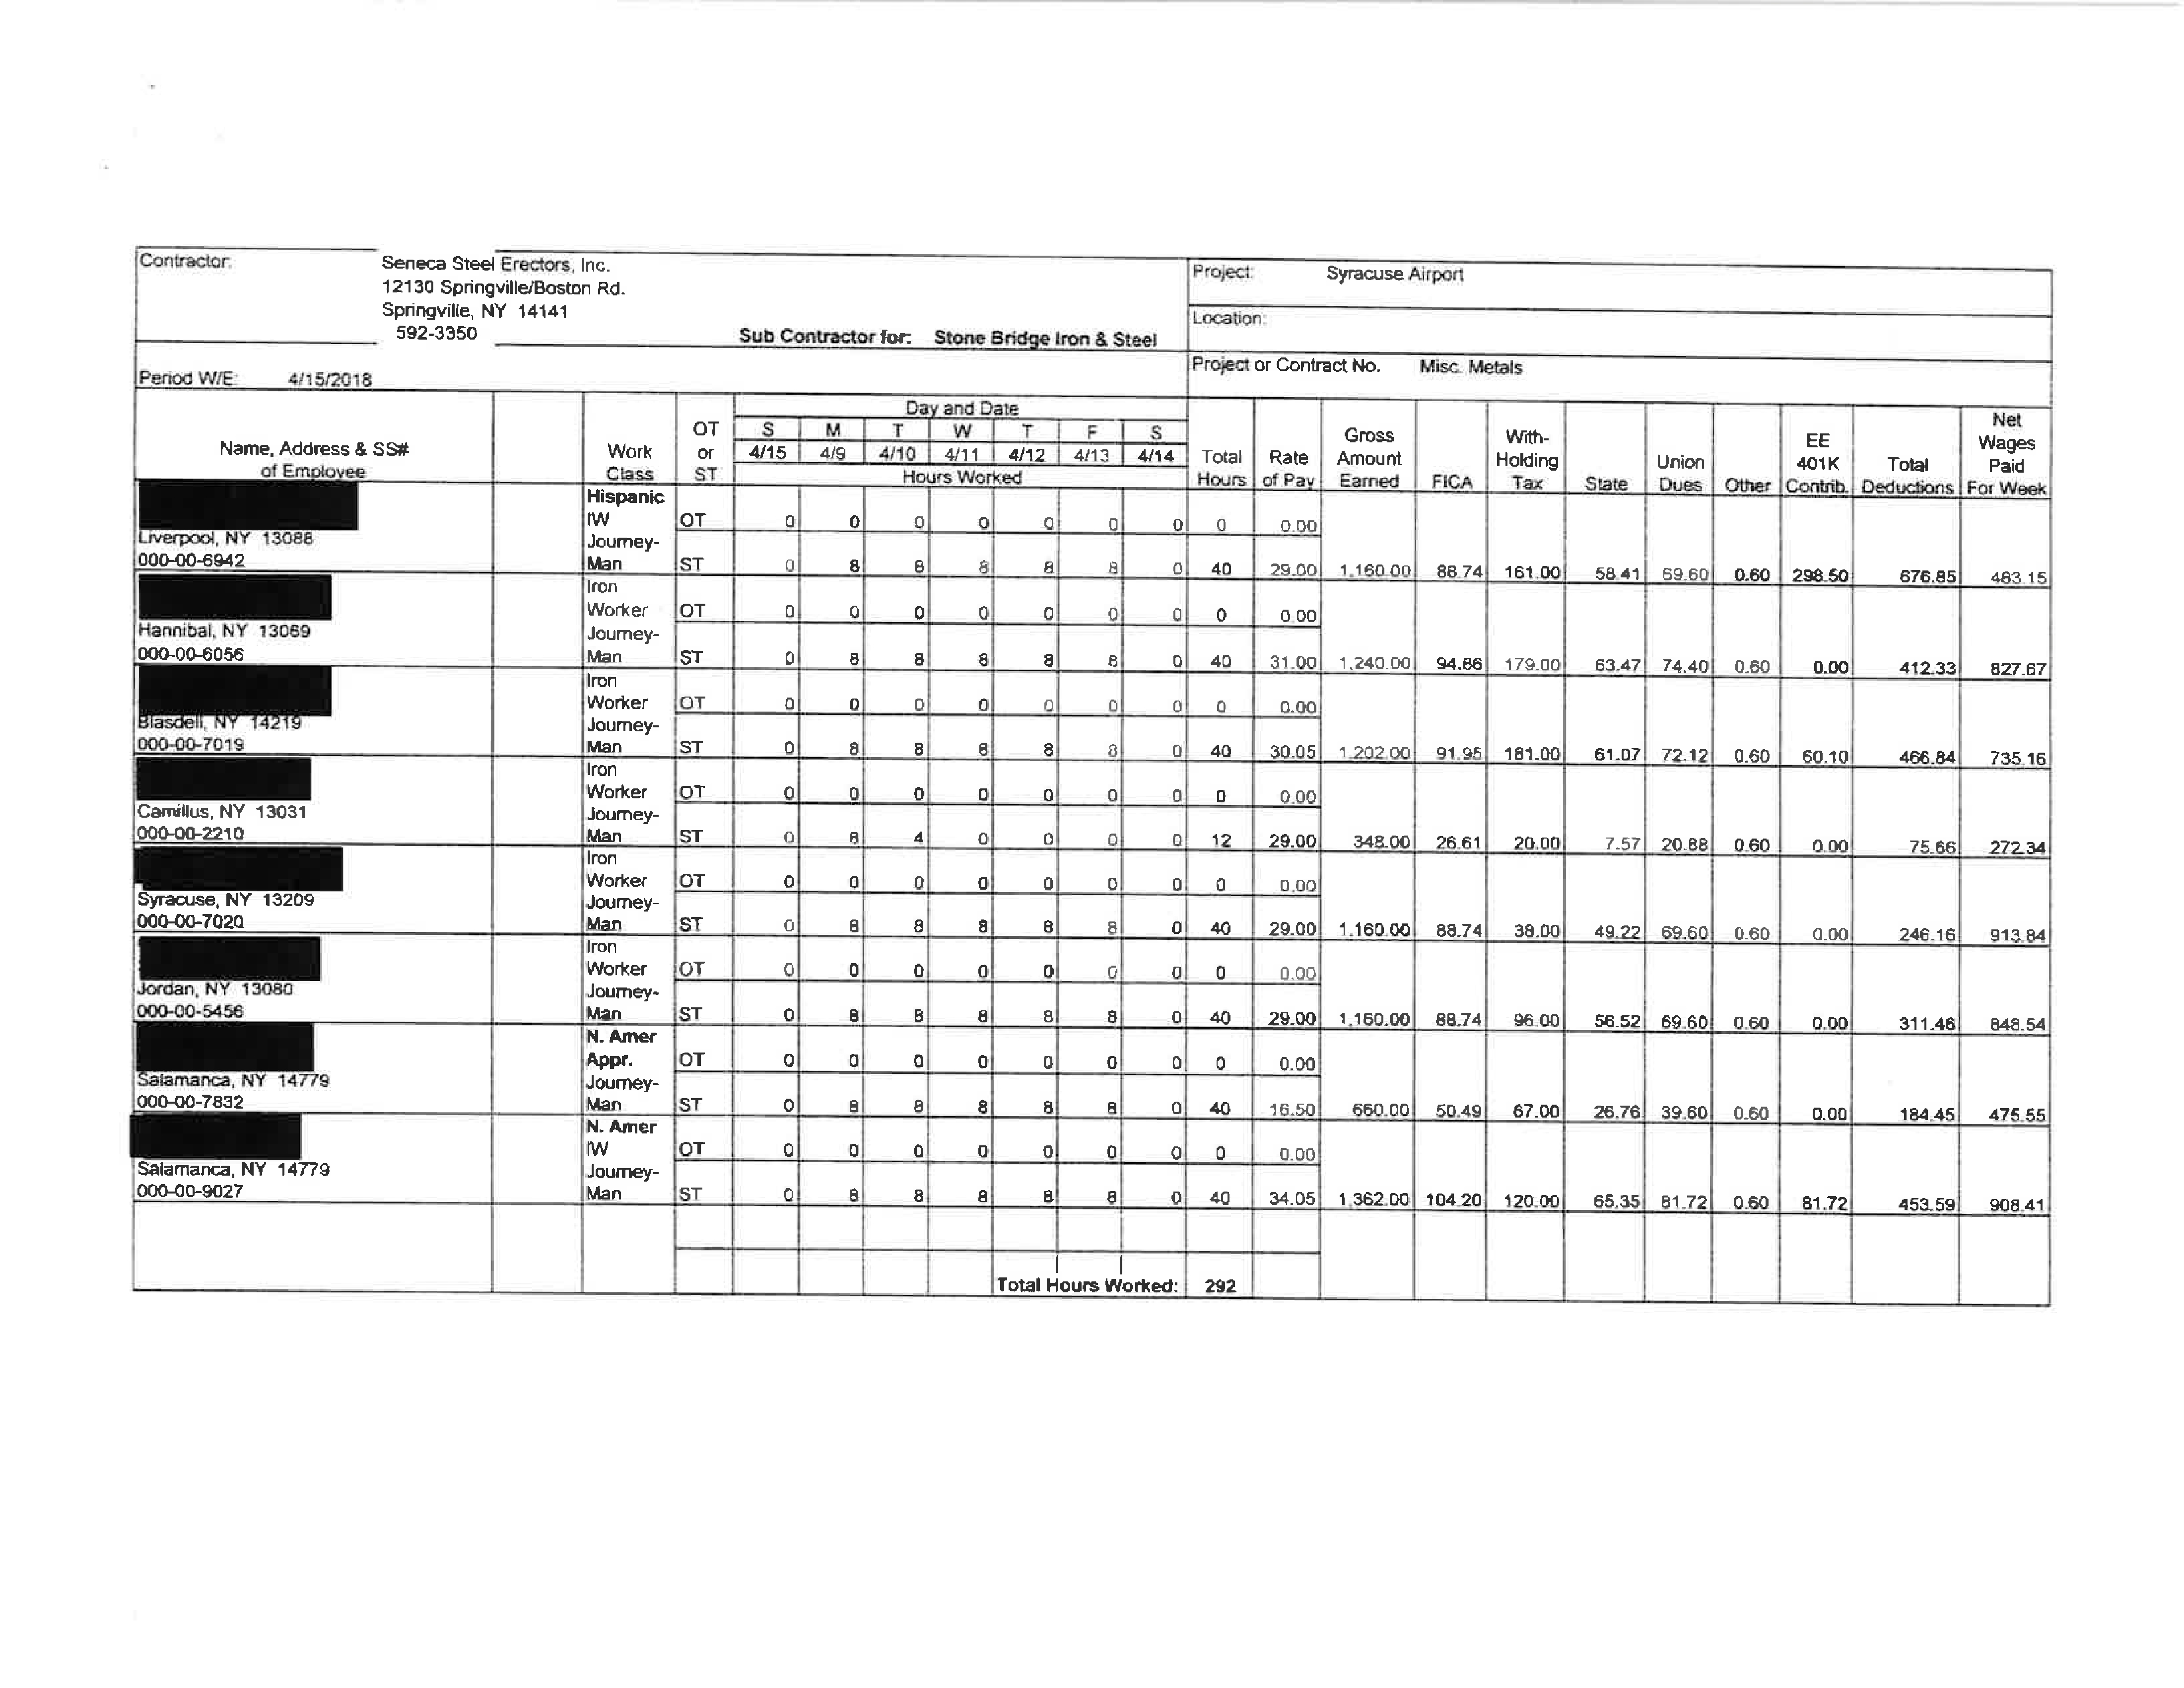 Contractor: Seneca Steel Erectors, Inc.
12130 Springville/Boston Rd.
Springville, NY 14141
592-3350
Sub Contractor for: Stone Bridge Iron & Steel
Project: Syracuse Airport
Location:
Project or Contract No. Misc. Metals
Period W/E: 4/15/2018
Name, Address & SS# of Employee
Work Class
OT or ST
Day and Date
S M T W T F S
4/15 4/9 4/10 4/11 4/12 4/13 4/14
Hours Worked
Total Hours
Rate of Pay
Gross Amount Earned
FICA
With-Holding Tax
State
Union Dues
Other
EE 401K Contrib.
Total Deductions
Net Wages Paid For Week
Hispanic
IW OT 0 0 0 0 0 0 0 0 0.00
Liverpool, NY 13088 Journey-
000-00-6942 Man ST 0 8 8 8 8 8 0 40 29.00 1,160.00 88.74 161.00 58.41 69.60 0.60 298.50 676.85 483.15
Iron
Worker OT 0 0 0 0 0 0 0 0 0.00
Hannibal, NY 13069 Journey-
000-00-6056 Man ST 0 8 8 8 8 8 0 40 31.00 1,240.00 94.86 179.00 63.47 74.40 0.60 0.00 412.33 827.67
Iron
Worker OT 0 0 0 0 0 0 0 0 0.00
Blasdell, NY 14219 Journey-
000-00-7019 Man ST 0 8 8 8 8 8 0 40 30.05 1,202.00 91.95 181.00 61.07 72.12 0.60 60.10 466.84 735.16
Iron
Worker OT 0 0 0 0 0 0 0 0 0.00
Camillus, NY 13031 Journey-
000-00-2210 Man ST 0 8 4 0 0 0 0 12 29.00 348.00 26.61 20.00 7.57 20.88 0.60 0.00 75.66 272.34
Iron
Worker OT 0 0 0 0 0 0 0 0 0.00
Syracuse, NY 13209 Journey-
000-00-7020 Man ST 0 8 8 8 8 8 0 40 29.00 1,160.00 88.74 38.00 49.22 69.60 0.60 0.00 246.16 913.84
Iron
Worker OT 0 0 0 0 0 0 0 0 0.00
Jordan, NY 13080 Journey-
000-00-5456 Man ST 0 8 8 8 8 8 0 40 29.00 1,160.00 88.74 96.00 56.52 69.60 0.60 0.00 311.46 848.54
N. Amer
Appr. OT 0 0 0 0 0 0 0 0 0.00
Salamanca, NY 14779 Journey-
000-00-7832 Man ST 0 8 8 8 8 8 0 40 16.50 660.00 50.49 67.00 26.76 39.60 0.60 0.00 184.45 475.55
N. Amer
IW OT 0 0 0 0 0 0 0 0 0.00
Salamanca, NY 14779 Journey-
000-00-9027 Man ST 0 8 8 8 8 8 0 40 34.05 1,362.00 104.20 120.00 65.35 81.72 0.60 81.72 453.59 908.41
Total Hours Worked: 292